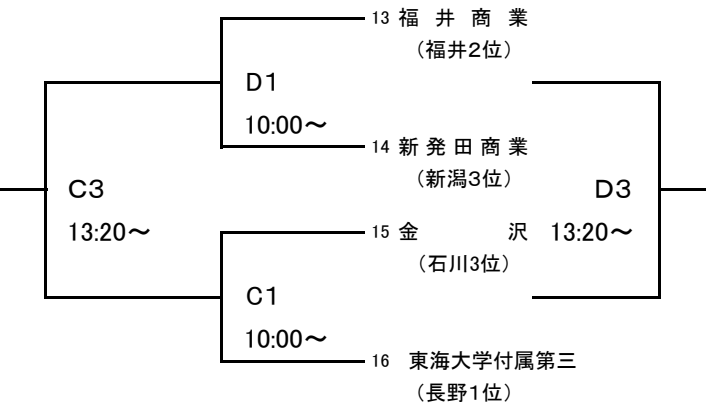 13 福井商業
（福井２位）
D1
10:00～
14 新発田商業
（新潟３位）
C3
D3
13:20～
15 金沢
13:20～
（石川3位）
C1
10:00～
16 東海大学付属第三
（長野１位）